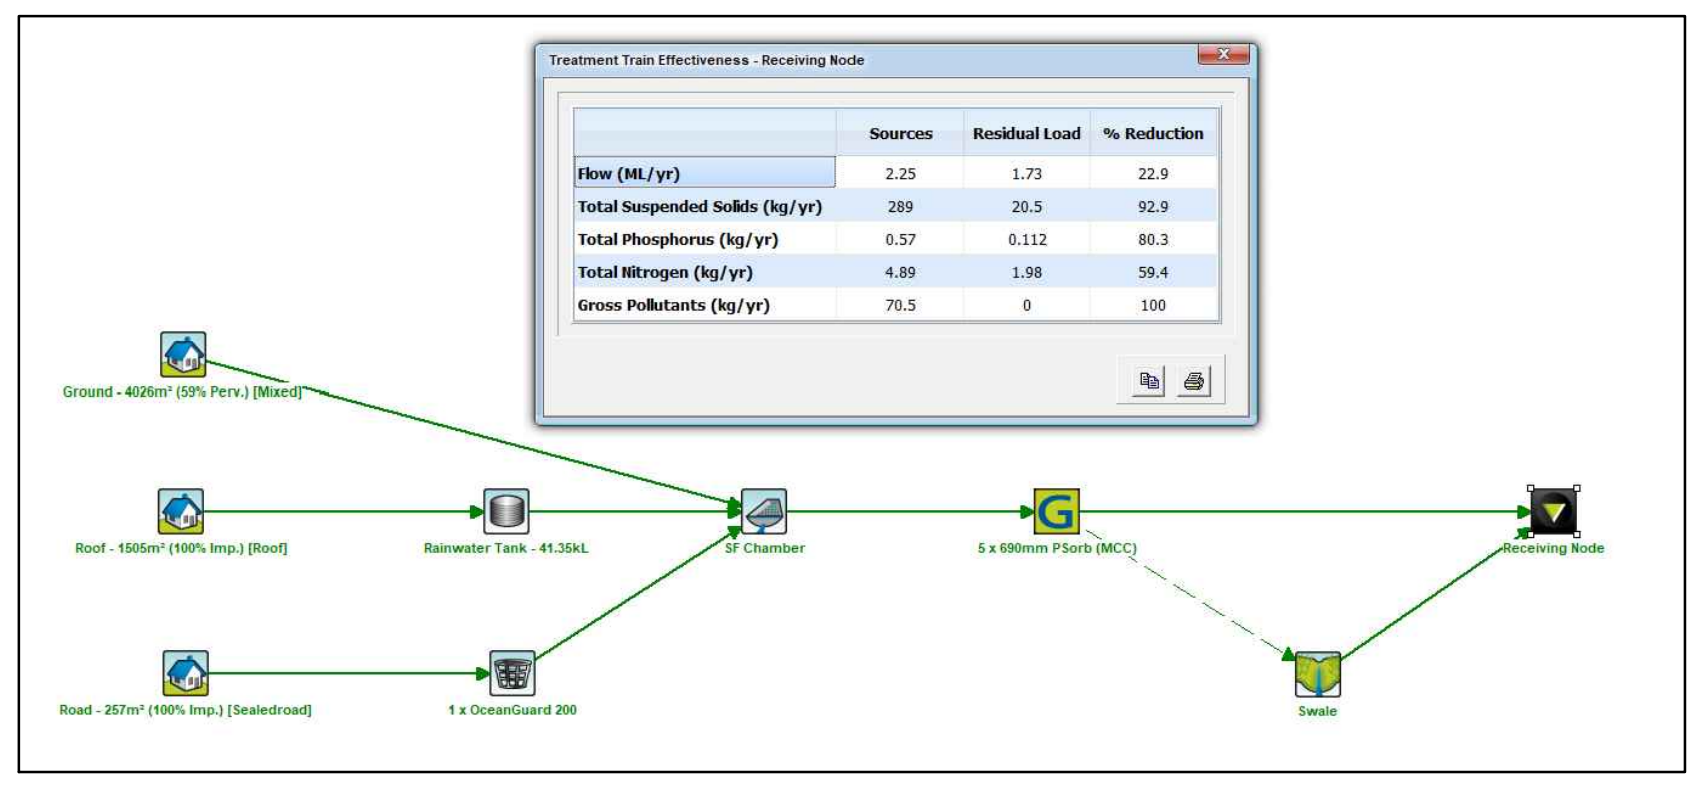 Treatment Train Effectiveness - Receiving Node
X
Sources Residual Load % Reduction
Flow (ML/yr) 2.25 1.73 22.9
Total Suspended Solids (kg/yr) 289 20.5 92.9
Total Phosphorus (kg/yr) 0.57 0.112 80.3
Total Nitrogen (kg/yr) 4.89 1.98 59.4
Gross Pollutants (kg/yr) 70.5 0 100
Ground - 4026m² (59% Perv.) [Mixed]
G
Roof - 1505m² (100% Imp.) [Roof]
Rainwater Tank - 41.35kL
SF Chamber
5 x 690mm PSorb (MCC)
Receiving Node
Road - 257m² (100% Imp.) [Sealedroad]
1 x OceanGuard 200
Swale